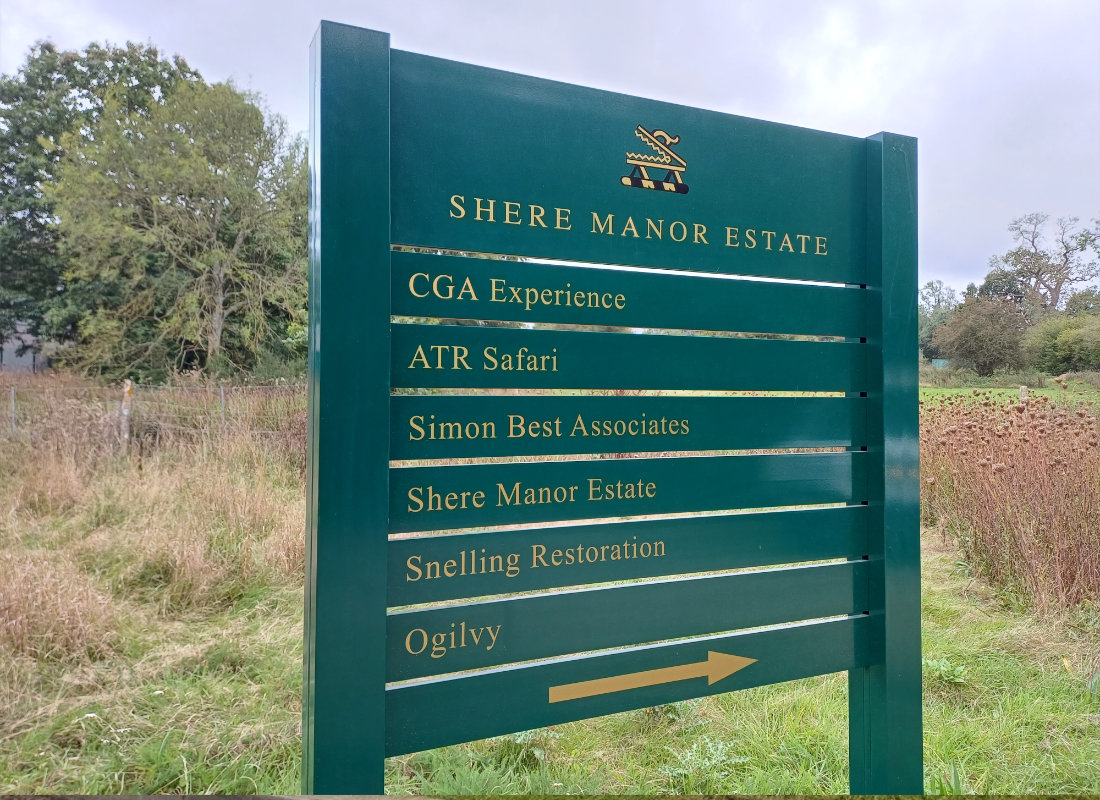 SHERE MANOR ESTATE
CGA Experience
ATR Safari
Simon Best Associates
Shere Manor Estate
Snelling Restoration
Ogilvy